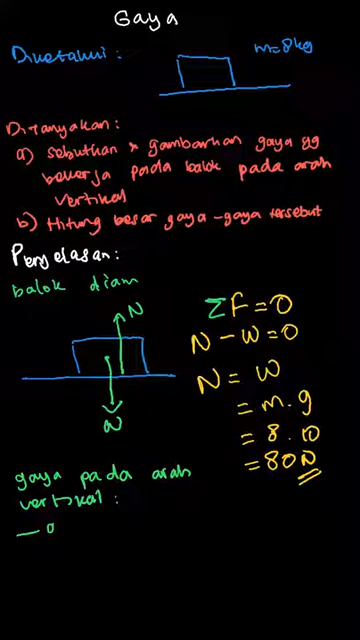 Gaya
Diketahui:
m=8kg
Ditanyakan:
a) sebutkan & gambarkan gaya yg
bekerja pada balok pada arah
vertikal
b) Hitung besar gaya-gaya tersebut
Penjelasan:
balok diam
N
W
ΣF=0
N-W=0
N = W
= m.g
= 8.10
= 80N
gaya pada arah
vertikal: